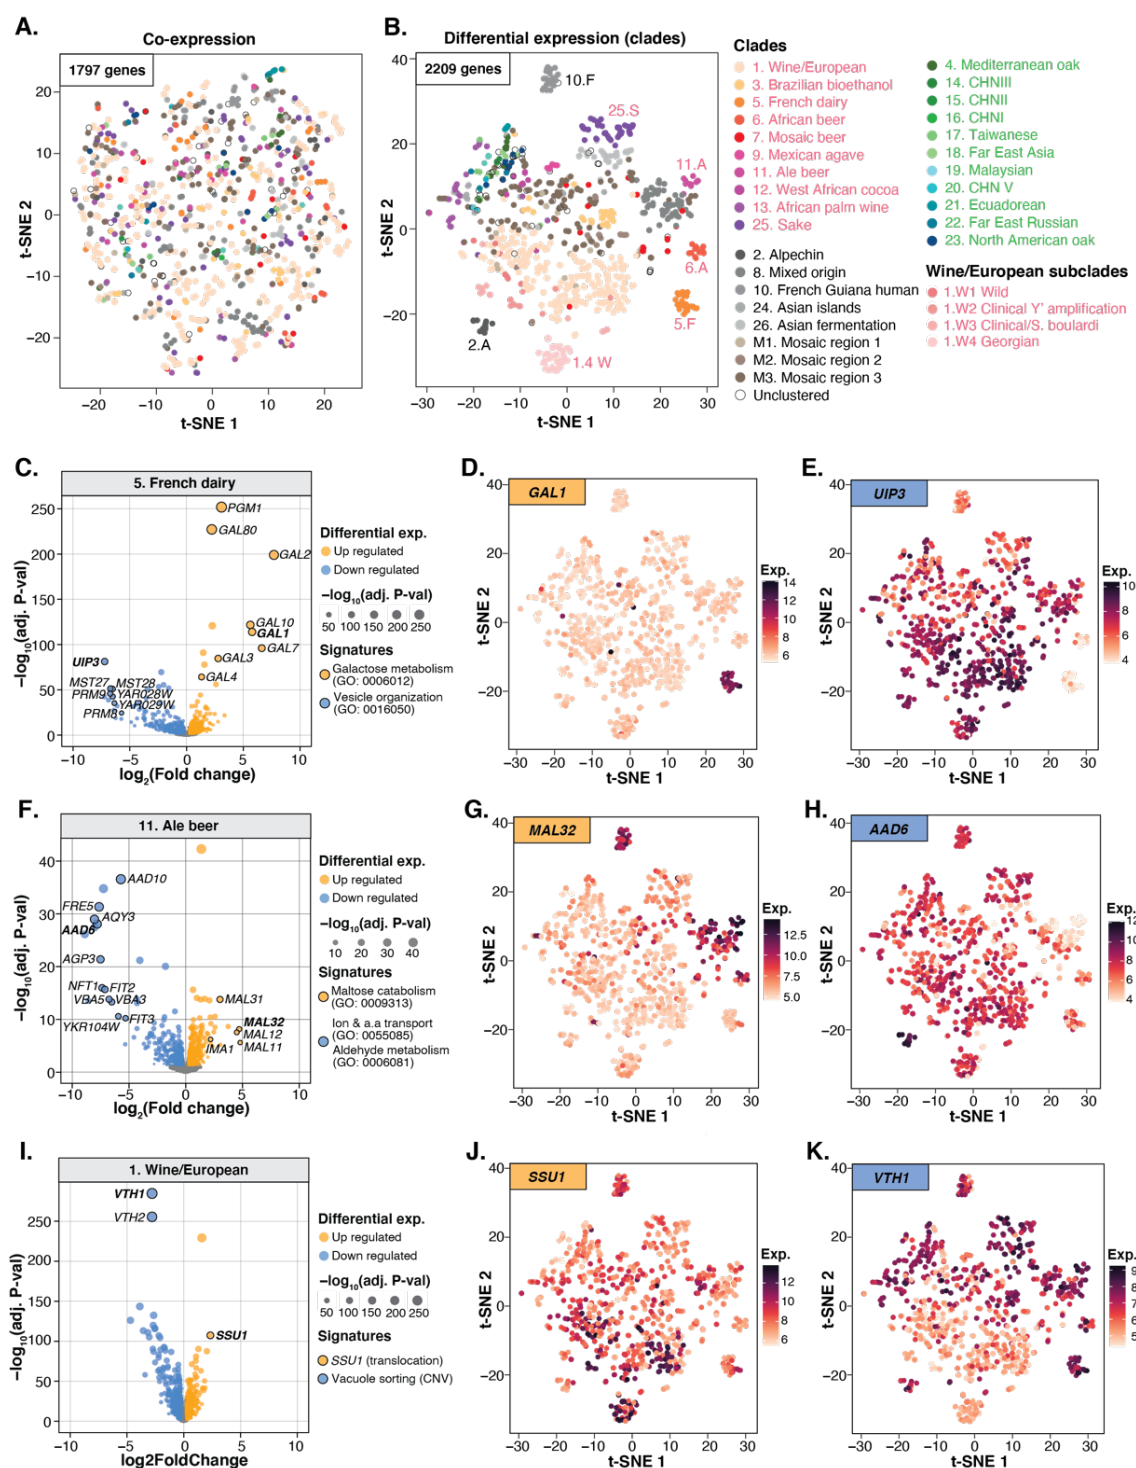 A.
Co-expression
1797 genes
20
10
0
−10
−20
t-SNE 2
−20
−10
0
10
20
t-SNE 1
B.
Differential expression (clades)
2209 genes
10.F
25.S
11.A
6.A
5.F
2.A
1.4 W
40
20
0
−20
t-SNE 2
−30
−20
−10
0
10
20
30
t-SNE 1
Clades
1. Wine/European
3. Brazilian bioethanol
5. French dairy
6. African beer
7. Mosaic beer
9. Mexican agave
11. Ale beer
12. West African cocoa
13. African palm wine
25. Sake
2. Alpechin
8. Mixed origin
10. French Guiana human
24. Asian islands
26. Asian fermentation
M1. Mosaic region 1
M2. Mosaic region 2
M3. Mosaic region 3
Unclustered
4. Mediterranean oak
14. CHNIII
15. CHNII
16. CHNI
17. Taiwanese
18. Far East Asia
19. Malaysian
20. CHN V
21. Ecuadorean
22. Far East Russian
23. North American oak
Wine/European subclades
1.W1 Wild
1.W2 Clinical Y' amplification
1.W3 Clinical/S. boulardi
1.W4 Georgian
C.
5. French dairy
250
200
150
100
50
0
−log10(adj. P-val)
PGM1
GAL80
GAL2
GAL10
GAL1
GAL7
GAL3
GAL4
UIP3
MST27
MST28
PRM9
YAR028W
YAR029W
PRM8
−10
−5
0
5
10
log2(Fold change)
Differential exp.
Up regulated
Down regulated
−log10(adj. P-val)
50 100 150 200 250
Signatures
Galactose metabolism
(GO: 0006012)
Vesicle organization
(GO: 0016050)
D.
GAL1
40
20
0
−20
t-SNE 2
−30 −20 −10 0 10 20 30
t-SNE 1
Exp.
14
12
10
8
6
E.
UIP3
40
20
0
−20
t-SNE 2
−30 −20 −10 0 10 20 30
t-SNE 1
Exp.
10
8
6
4
F.
11. Ale beer
40
30
20
10
0
−log10(adj. P-val)
AAD10
FRE5
AQY3
AAD6
AGP3
NFT1
FIT2
VBA5
VBA3
YKR104W
FIT3
MAL31
MAL32
MAL12
IMA1
MAL11
−10
−5
0
5
10
log2(Fold change)
Differential exp.
Up regulated
Down regulated
−log10(adj. P-val)
10 20 30 40
Signatures
Maltose catabolism
(GO: 0009313)
Ion & a.a transport
(GO: 0055085)
Aldehyde metabolism
(GO: 0006081)
G.
MAL32
40
20
0
−20
t-SNE 2
−30 −20 −10 0 10 20 30
t-SNE 1
Exp.
12.5
10.0
7.5
5.0
H.
AAD6
40
20
0
−20
t-SNE 2
−30 −20 −10 0 10 20 30
t-SNE 1
Exp.
12
10
8
6
4
I.
1. Wine/European
250
200
150
100
50
0
−log10(adj. P-val)
VTH1
VTH2
SSU1
−10
−5
0
5
10
log2FoldChange
Differential exp.
Up regulated
Down regulated
−log10(adj. P-val)
50 100 150 200 250
Signatures
SSU1 (translocation)
Vacuole sorting (CNV)
J.
SSU1
40
20
0
−20
t-SNE 2
−30 −20 −10 0 10 20 30
t-SNE 1
Exp.
12
10
8
6
K.
VTH1
40
20
0
−20
t-SNE 2
−30 −20 −10 0 10 20 30
t-SNE 1
Exp.
9
8
7
6
5